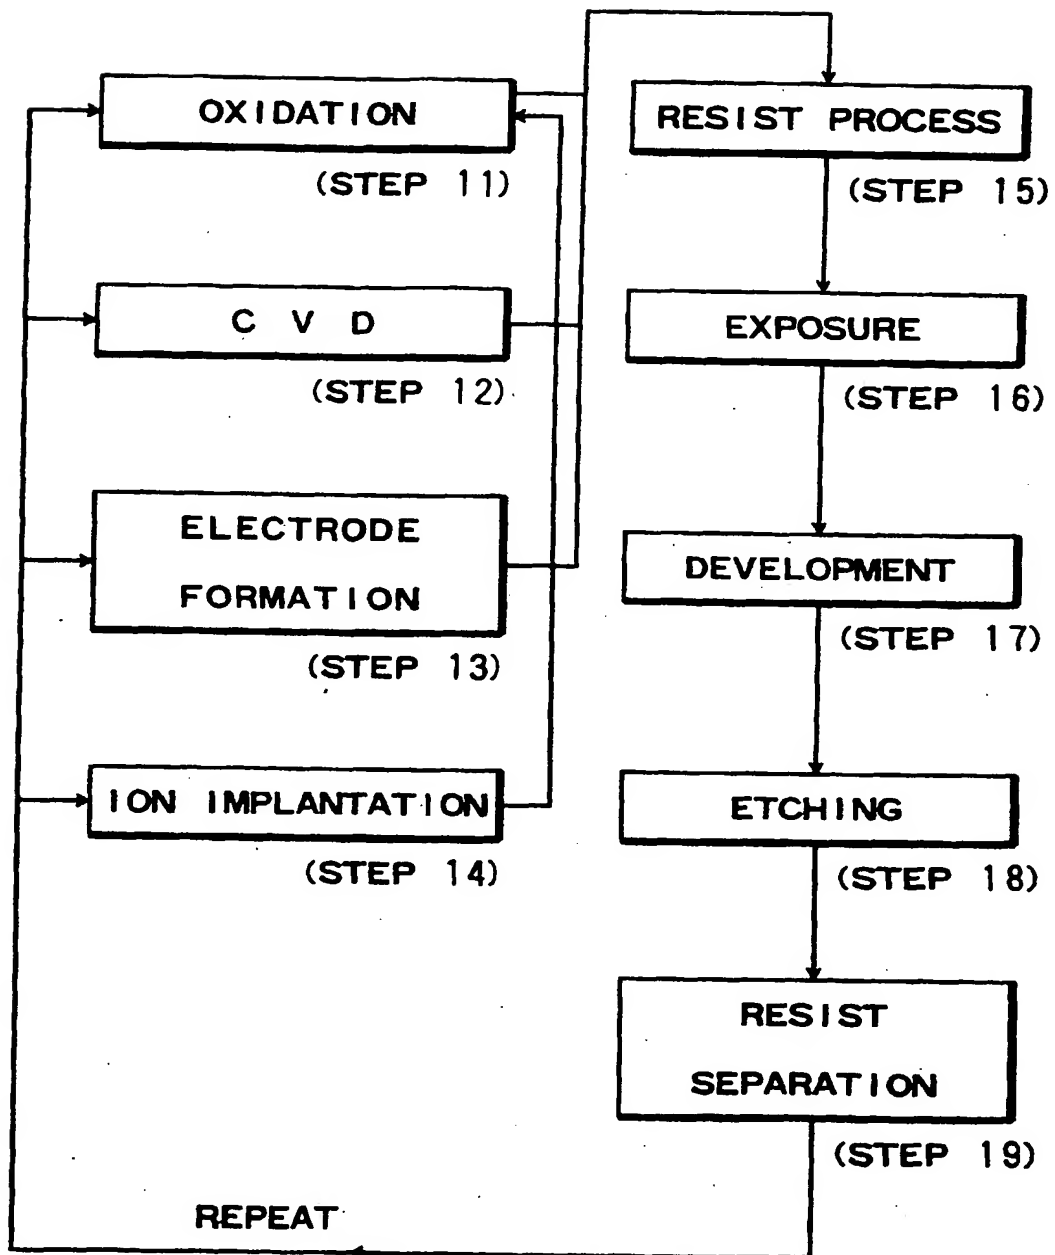 OXIDATION
(STEP 11)
C V D
(STEP 12)
ELECTRODE
FORMATION
(STEP 13)
ION IMPLANTATION
(STEP 14)
RESIST PROCESS
(STEP 15)
EXPOSURE
(STEP 16)
DEVELOPMENT
(STEP 17)
ETCHING
(STEP 18)
RESIST
SEPARATION
(STEP 19)
REPEAT